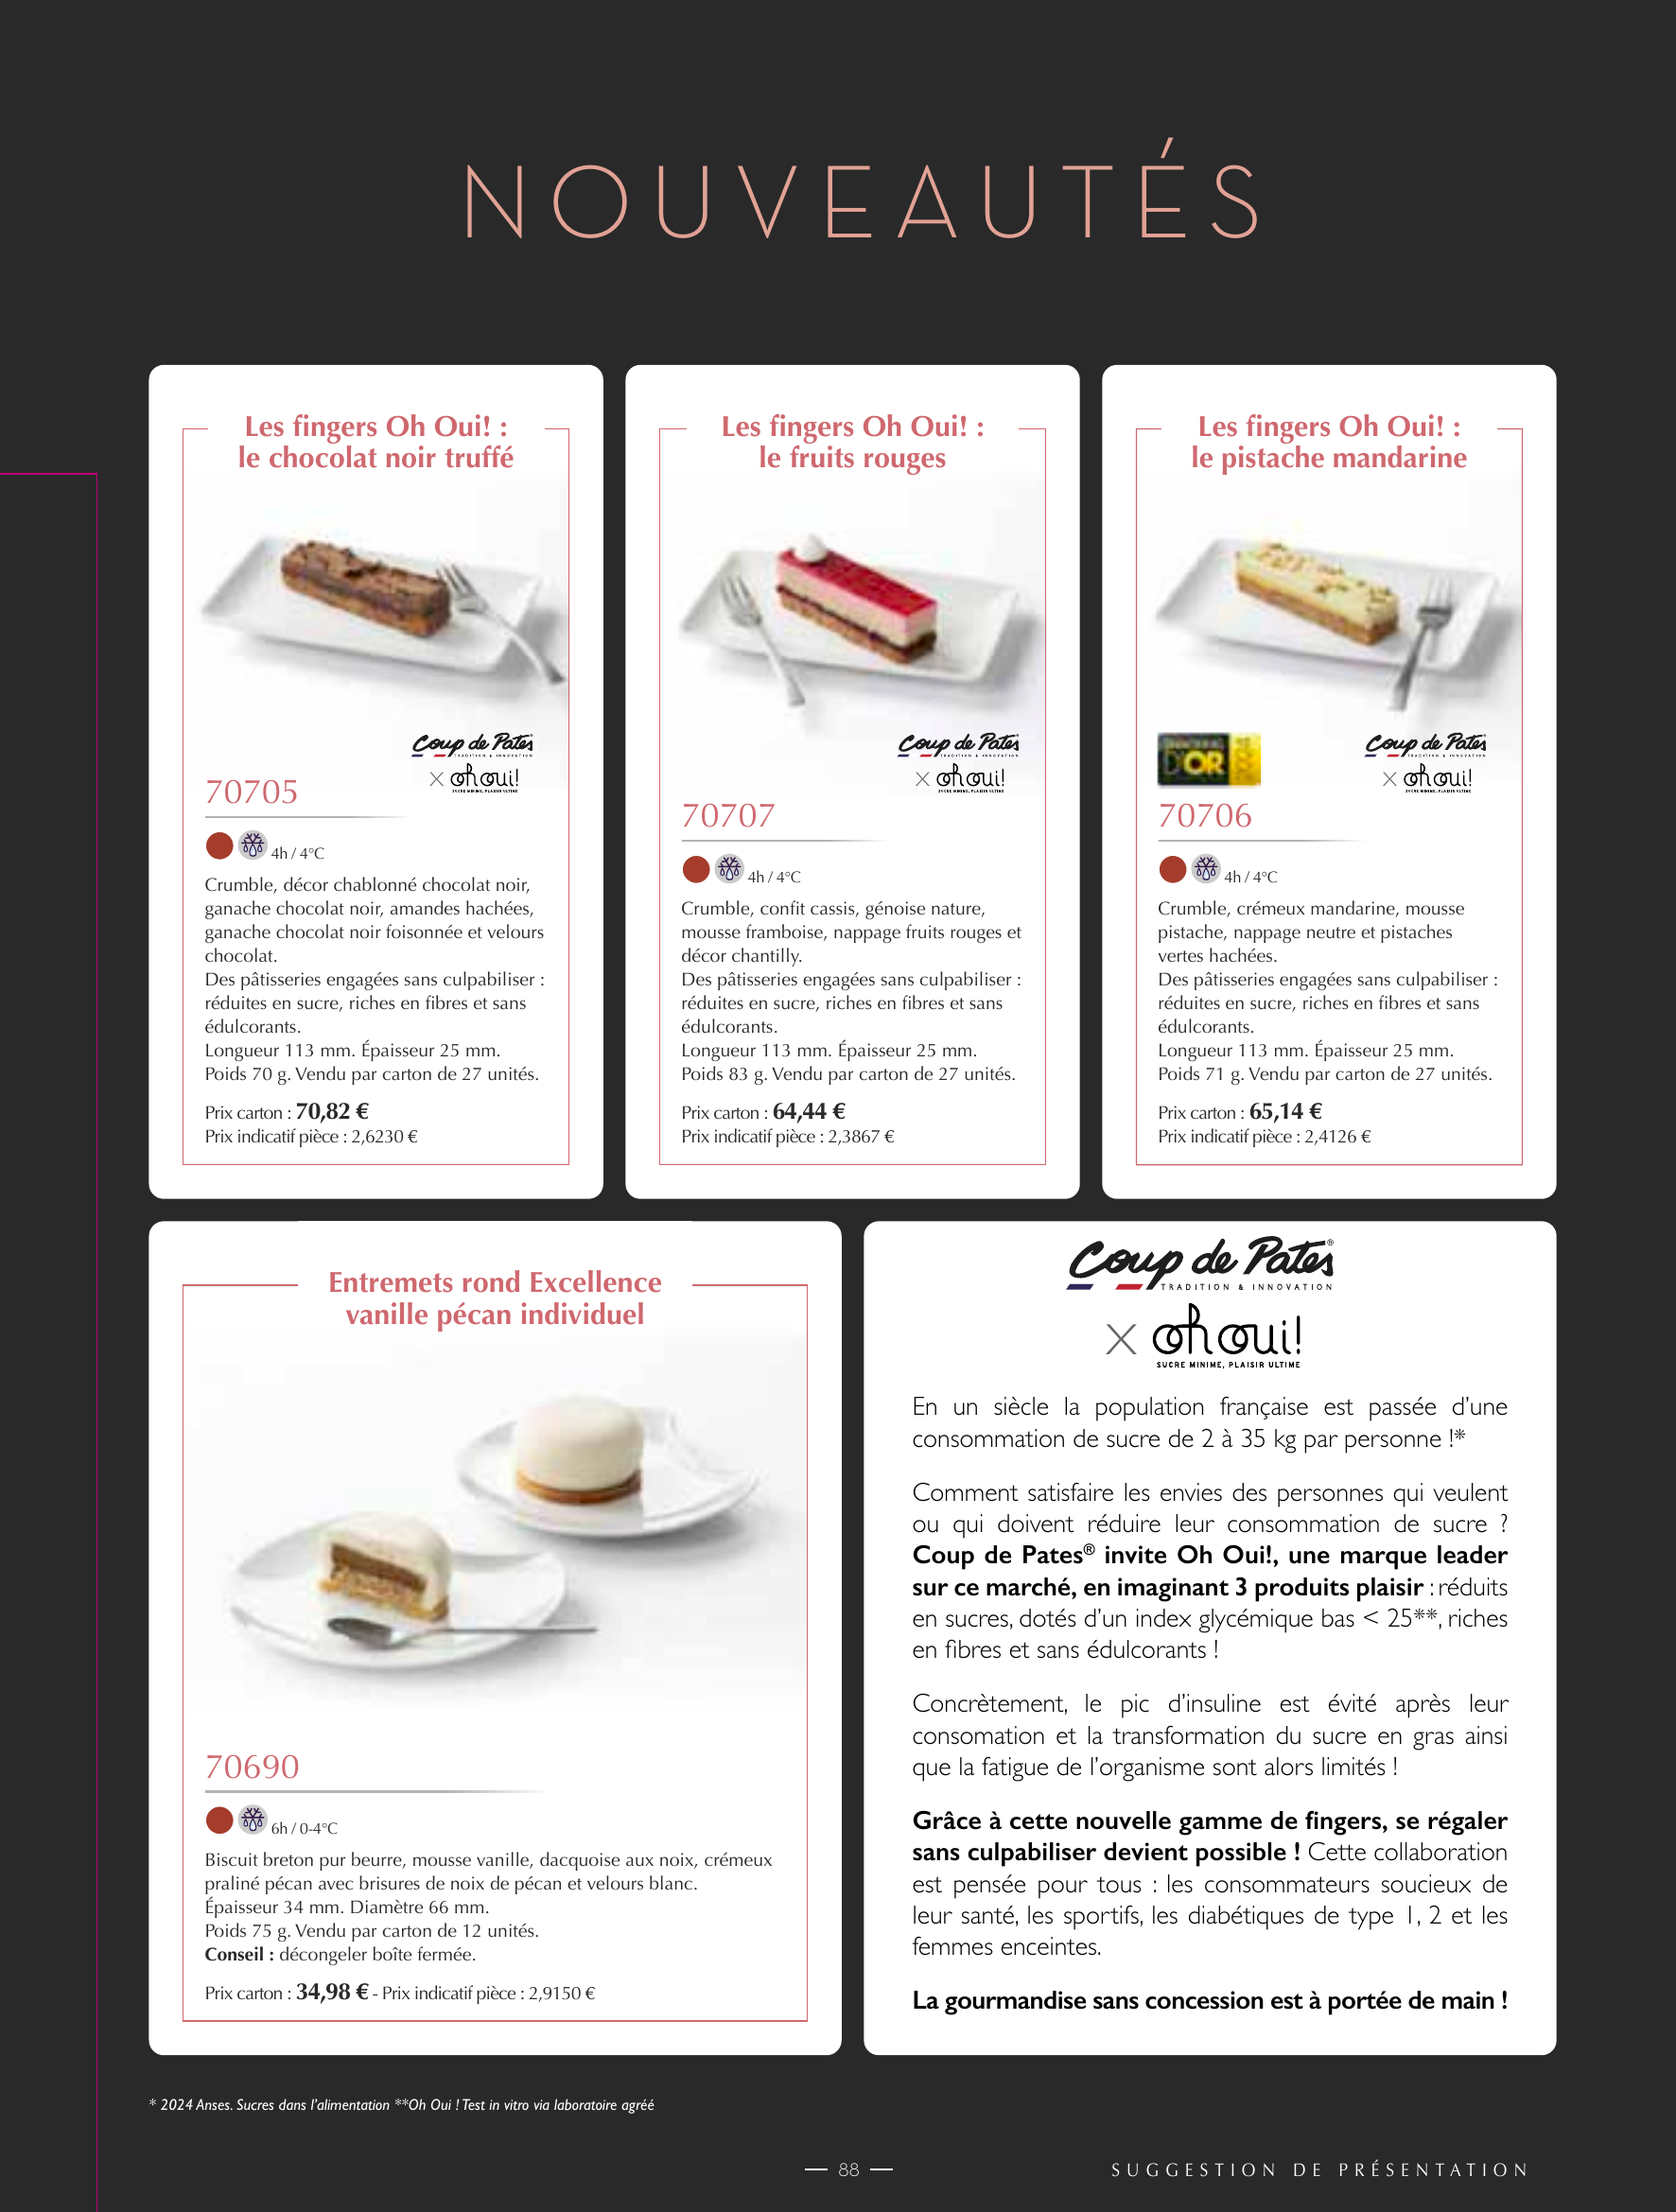 NOUVEAUTÉS
Les fingers Oh Oui! :
le chocolat noir truffé
Coup de Pates
TRADITION & INNOVATION
x oh oui!
SUCRE MINIME, PLAISIR ULTIME
70705
4h / 4°C
Crumble, décor chablonné chocolat noir,
ganache chocolat noir, amandes hachées,
ganache chocolat noir foisonnée et velours
chocolat.
Des pâtisseries engagées sans culpabiliser :
réduites en sucre, riches en fibres et sans
édulcorants.
Longueur 113 mm. Épaisseur 25 mm.
Poids 70 g. Vendu par carton de 27 unités.
Prix carton : 70,82 €
Prix indicatif pièce : 2,6230 €
Les fingers Oh Oui! :
le fruits rouges
Coup de Pates
TRADITION & INNOVATION
x oh oui!
SUCRE MINIME, PLAISIR ULTIME
70707
4h / 4°C
Crumble, confit cassis, génoise nature,
mousse framboise, nappage fruits rouges et
décor chantilly.
Des pâtisseries engagées sans culpabiliser :
réduites en sucre, riches en fibres et sans
édulcorants.
Longueur 113 mm. Épaisseur 25 mm.
Poids 83 g. Vendu par carton de 27 unités.
Prix carton : 64,44 €
Prix indicatif pièce : 2,3867 €
Les fingers Oh Oui! :
le pistache mandarine
D'OR
Coup de Pates
TRADITION & INNOVATION
x oh oui!
SUCRE MINIME, PLAISIR ULTIME
70706
4h / 4°C
Crumble, crémeux mandarine, mousse
pistache, nappage neutre et pistaches
vertes hachées.
Des pâtisseries engagées sans culpabiliser :
réduites en sucre, riches en fibres et sans
édulcorants.
Longueur 113 mm. Épaisseur 25 mm.
Poids 71 g. Vendu par carton de 27 unités.
Prix carton : 65,14 €
Prix indicatif pièce : 2,4126 €
Entremets rond Excellence
vanille pécan individuel
70690
6h / 0-4°C
Biscuit breton pur beurre, mousse vanille, dacquoise aux noix, crémeux
praliné pécan avec brisures de noix de pécan et velours blanc.
Épaisseur 34 mm. Diamètre 66 mm.
Poids 75 g. Vendu par carton de 12 unités.
Conseil : décongeler boîte fermée.
Prix carton : 34,98 € - Prix indicatif pièce : 2,9150 €
Coup de Pates®
TRADITION & INNOVATION
x oh oui!
SUCRE MINIME, PLAISIR ULTIME
En un siècle la population française est passée d'une
consommation de sucre de 2 à 35 kg par personne !*
Comment satisfaire les envies des personnes qui veulent
ou qui doivent réduire leur consommation de sucre ?
Coup de Pates® invite Oh Oui!, une marque leader
sur ce marché, en imaginant 3 produits plaisir : réduits
en sucres, dotés d'un index glycémique bas < 25**, riches
en fibres et sans édulcorants !
Concrètement, le pic d'insuline est évité après leur
consomation et la transformation du sucre en gras ainsi
que la fatigue de l'organisme sont alors limités !
Grâce à cette nouvelle gamme de fingers, se régaler
sans culpabiliser devient possible ! Cette collaboration
est pensée pour tous : les consommateurs soucieux de
leur santé, les sportifs, les diabétiques de type 1, 2 et les
femmes enceintes.
La gourmandise sans concession est à portée de main !
* 2024 Anses. Sucres dans l'alimentation **Oh Oui ! Test in vitro via laboratoire agréé
88
SUGGESTION DE PRÉSENTATION